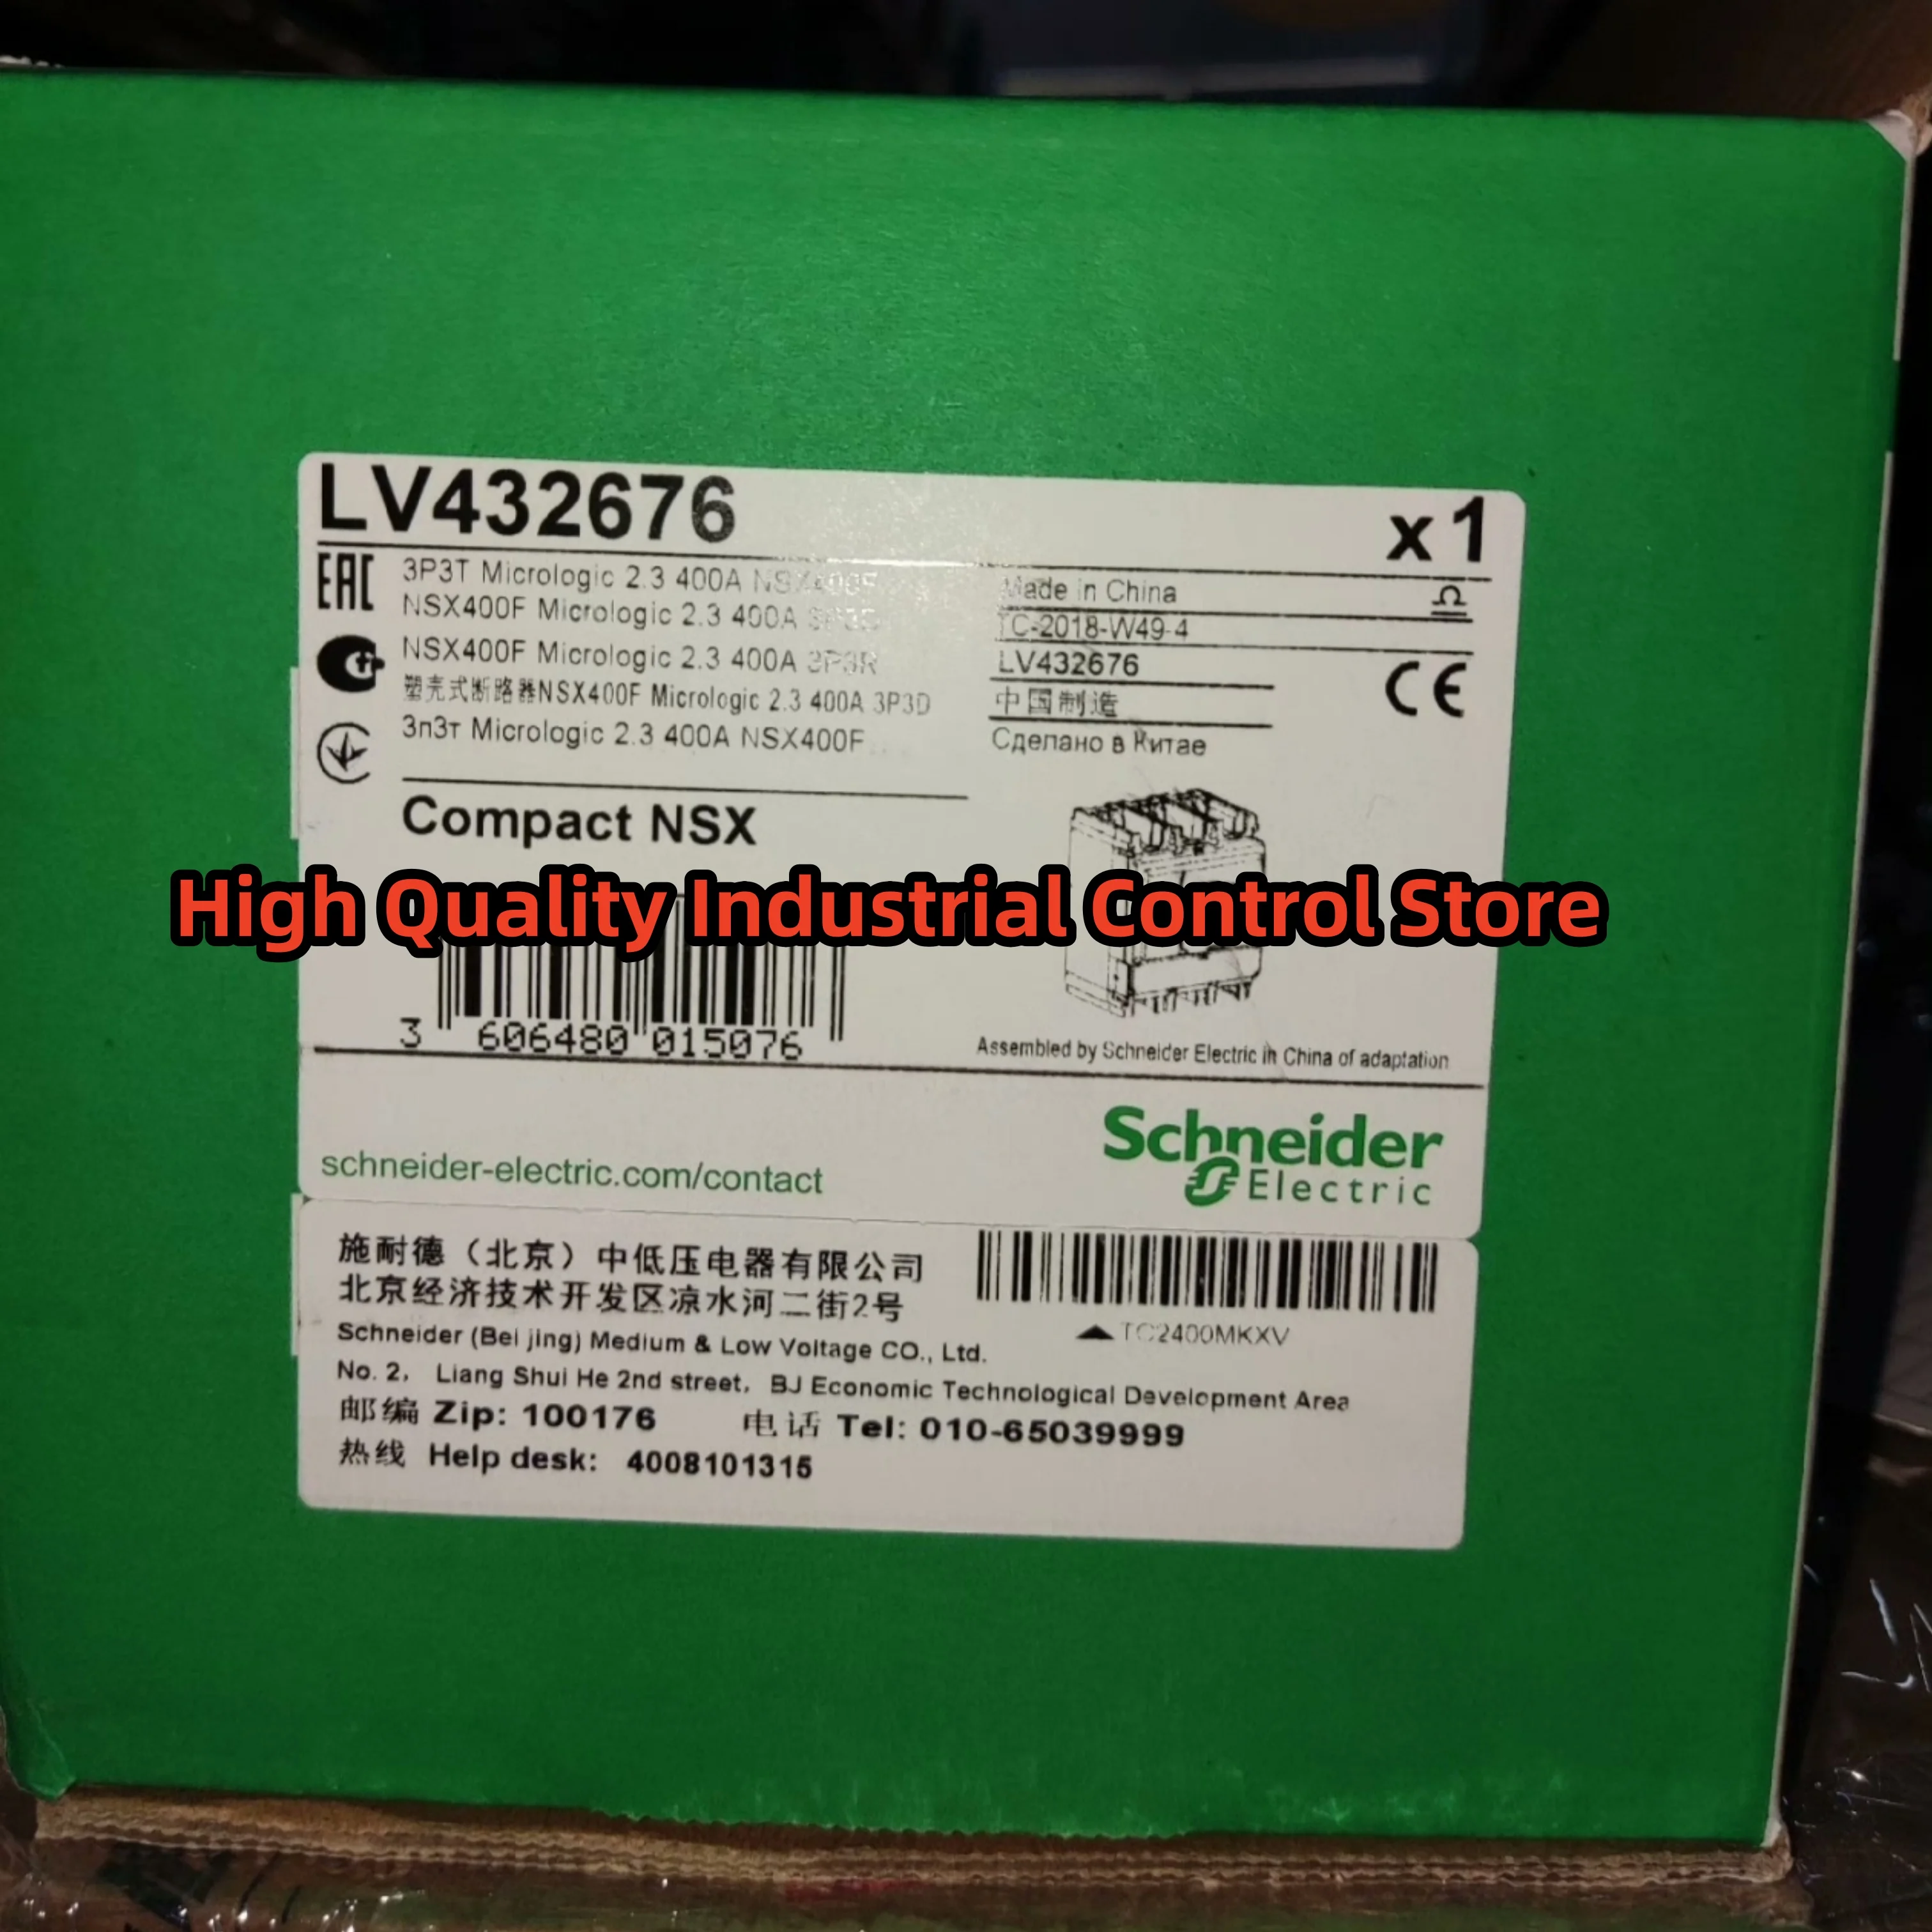 LV432676
x1
EAC
3P3T Micrologic 2.3 400A NSX400F
NSX400F Micrologic 2.3 400A 3P3D
NSX400F Micrologic 2.3 400A 3P3R
塑壳式断路器NSX400F Micrologic 2.3 400A 3P3D
3п3т Micrologic 2.3 400A NSX400F
Made in China
TC-2018-W49-4
LV432676
中国制造
Сделано в Китае
CE
Compact NSX
High Quality Industrial Control Store
3 606480 015076
Assembled by Schneider Electric in China of adaptation
schneider-electric.com/contact
Schneider
Electric
施耐德（北京）中低压电器有限公司
北京经济技术开发区凉水河二街2号
Schneider (Bei jing) Medium & Low Voltage CO., Ltd.
TC2400MKXV
No. 2, Liang Shui He 2nd street, BJ Economic Technological Development Area
邮编 Zip: 100176 电话 Tel: 010-65039999
热线 Help desk: 4008101315